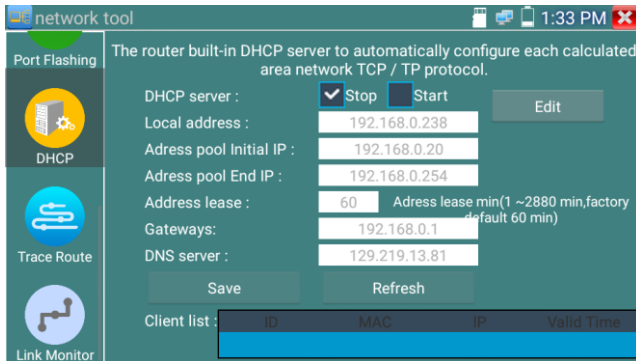 network tool
1:33 PM
Port Flashing
DHCP
Trace Route
Link Monitor
The router built-in DHCP server to automatically configure each calculated
area network TCP / TP protocol.
DHCP server : Stop Start Edit
Local address : 192.168.0.238
Adress pool Initial IP : 192.168.0.20
Adress pool End IP : 192.168.0.254
Address lease : 60 Adress lease min(1 ~2880 min,factory
default 60 min)
Gateways: 192.168.0.1
DNS server : 129.219.13.81
Save Refresh
Client list : ID MAC IP Valid Time